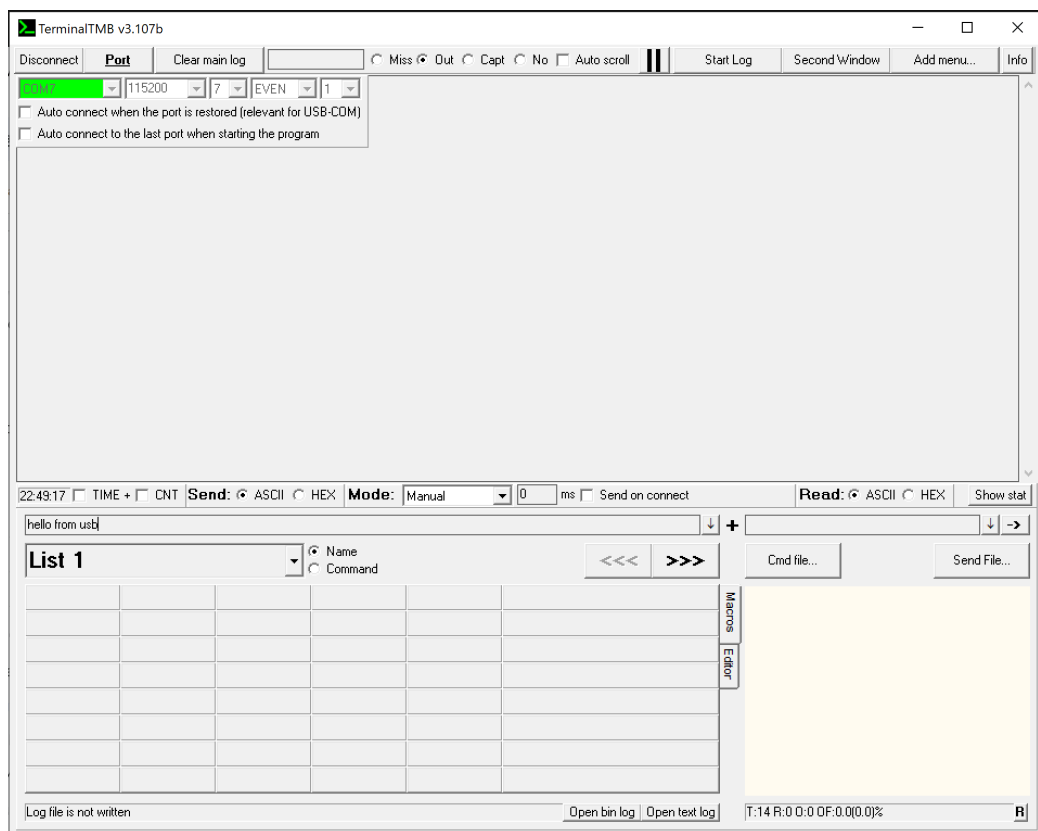 TerminalTMB v3.107b
Disconnect Port Clear main log Miss Out Capt No Auto scroll Start Log Second Window Add menu... Info
COM7 115200 7 EVEN 1
Auto connect when the port is restored (relevant for USB-COM)
Auto connect to the last port when starting the program
22:49:17 TIME + CNT Send: ASCII HEX Mode: Manual 0 ms Send on connect Read: ASCII HEX Show stat
hello from usb ↓ + ↓ ->
List 1 Name <<< >>> Cmd file... Send File...
Command
Macros
Editor
Log file is not written Open bin log Open text log T:14 R:0 O:0 OF:0.0(0.0)% R